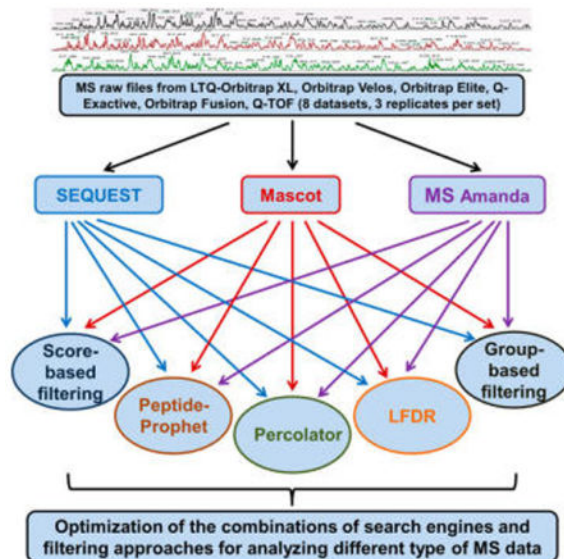 MS raw files from LTQ-Orbitrap XL, Orbitrap Velos, Orbitrap Elite, Q-
Exactive, Orbitrap Fusion, Q-TOF (8 datasets, 3 replicates per set)
SEQUEST
Mascot
MS Amanda
Score-
based
filtering
Peptide-
Prophet
Percolator
LFDR
Group-
based
filtering
Optimization of the combinations of search engines and
filtering approaches for analyzing different type of MS data